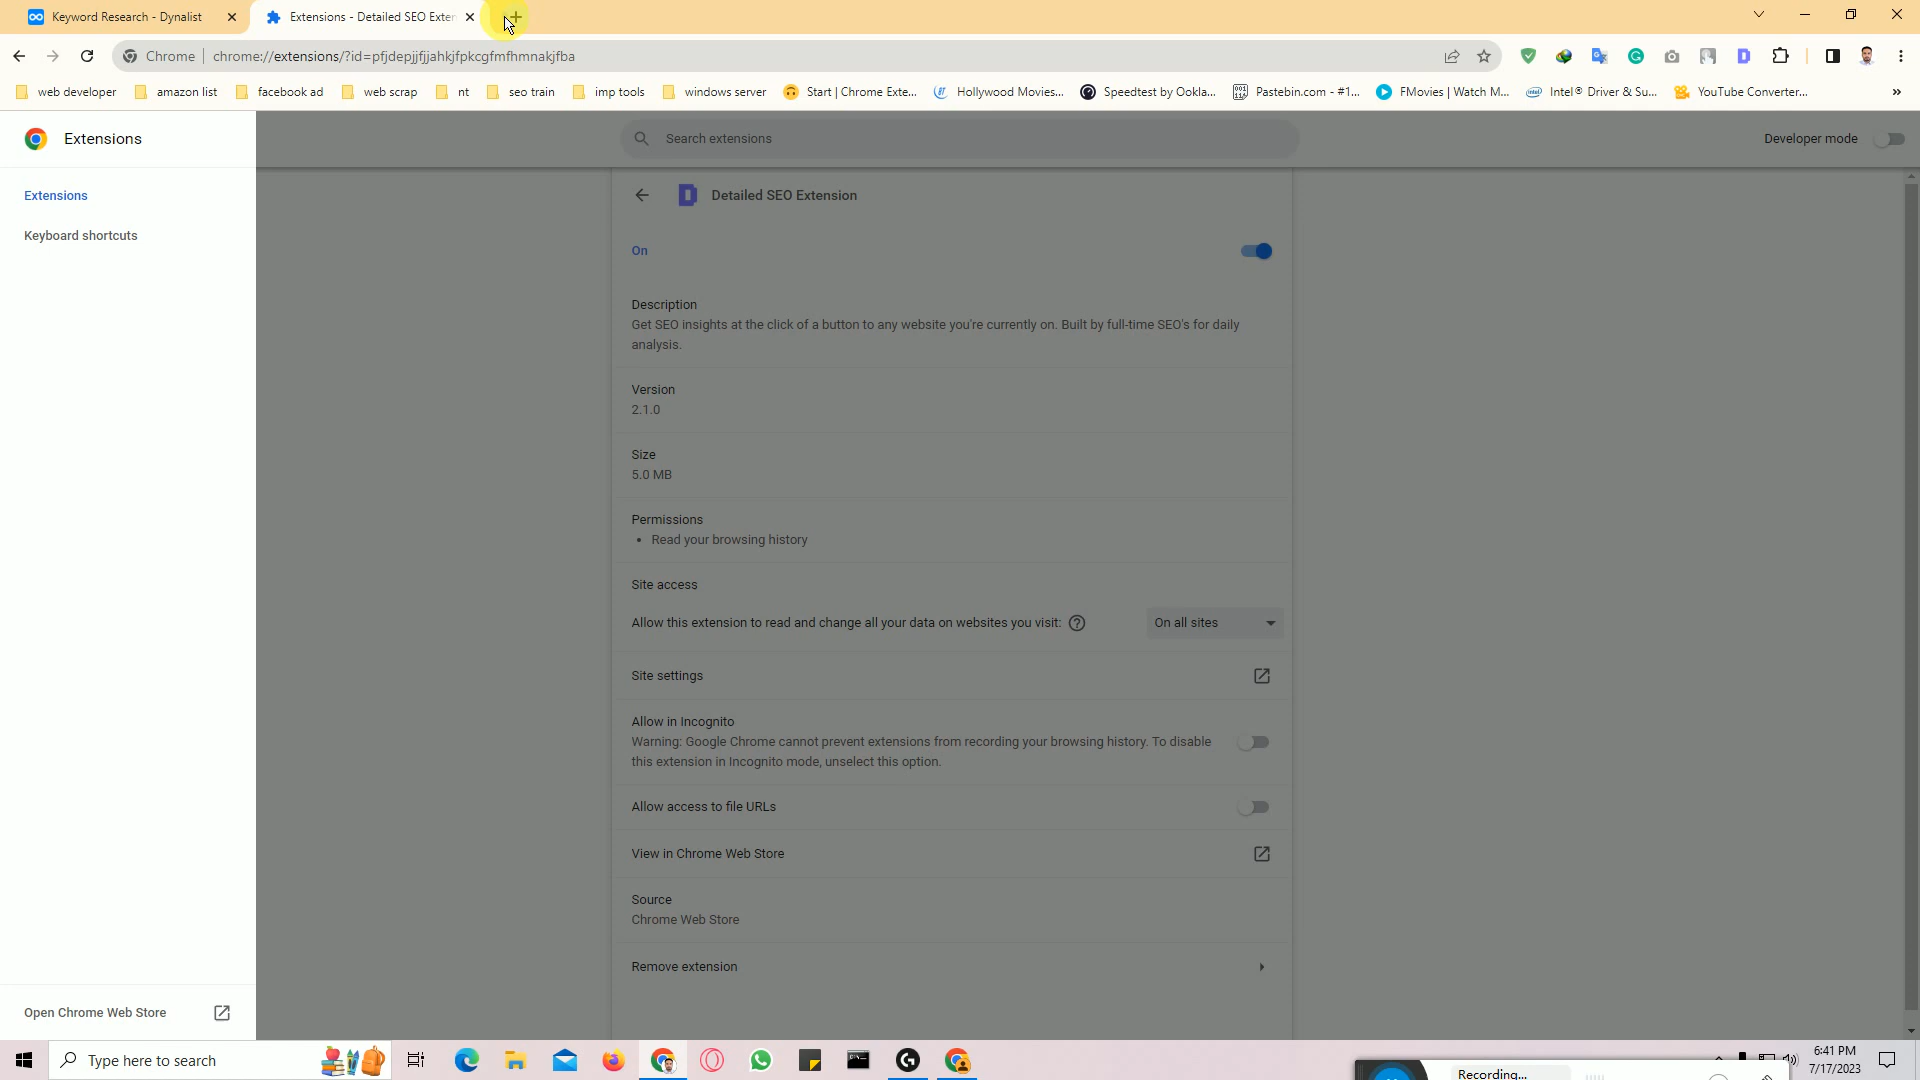 Keyword Research - Dynalist
Extensions - Detailed SEO Exten
Chrome
chrome://extensions/?id=pfjdepjjfjjahkjfpkcgfmfhmnakjfba
web developer
amazon list
facebook ad
web scrap
nt
seo train
imp tools
windows server
Start | Chrome Exte...
Hollywood Movies...
Speedtest by Ookla...
Pastebin.com - #1...
FMovies | Watch M...
Intel® Driver & Su...
YouTube Converter...
»
Extensions
Search extensions
Developer mode
Extensions
Keyboard shortcuts
Detailed SEO Extension
On
Description
Get SEO insights at the click of a button to any website you're currently on. Built by full-time SEO's for daily
analysis.
Version
2.1.0
Size
5.0 MB
Permissions
• Read your browsing history
Site access
Allow this extension to read and change all your data on websites you visit:
On all sites
Site settings
Allow in Incognito
Warning: Google Chrome cannot prevent extensions from recording your browsing history. To disable
this extension in Incognito mode, unselect this option.
Allow access to file URLs
View in Chrome Web Store
Source
Chrome Web Store
Remove extension
Open Chrome Web Store
Type here to search
Recording...
6:41 PM
7/17/2023